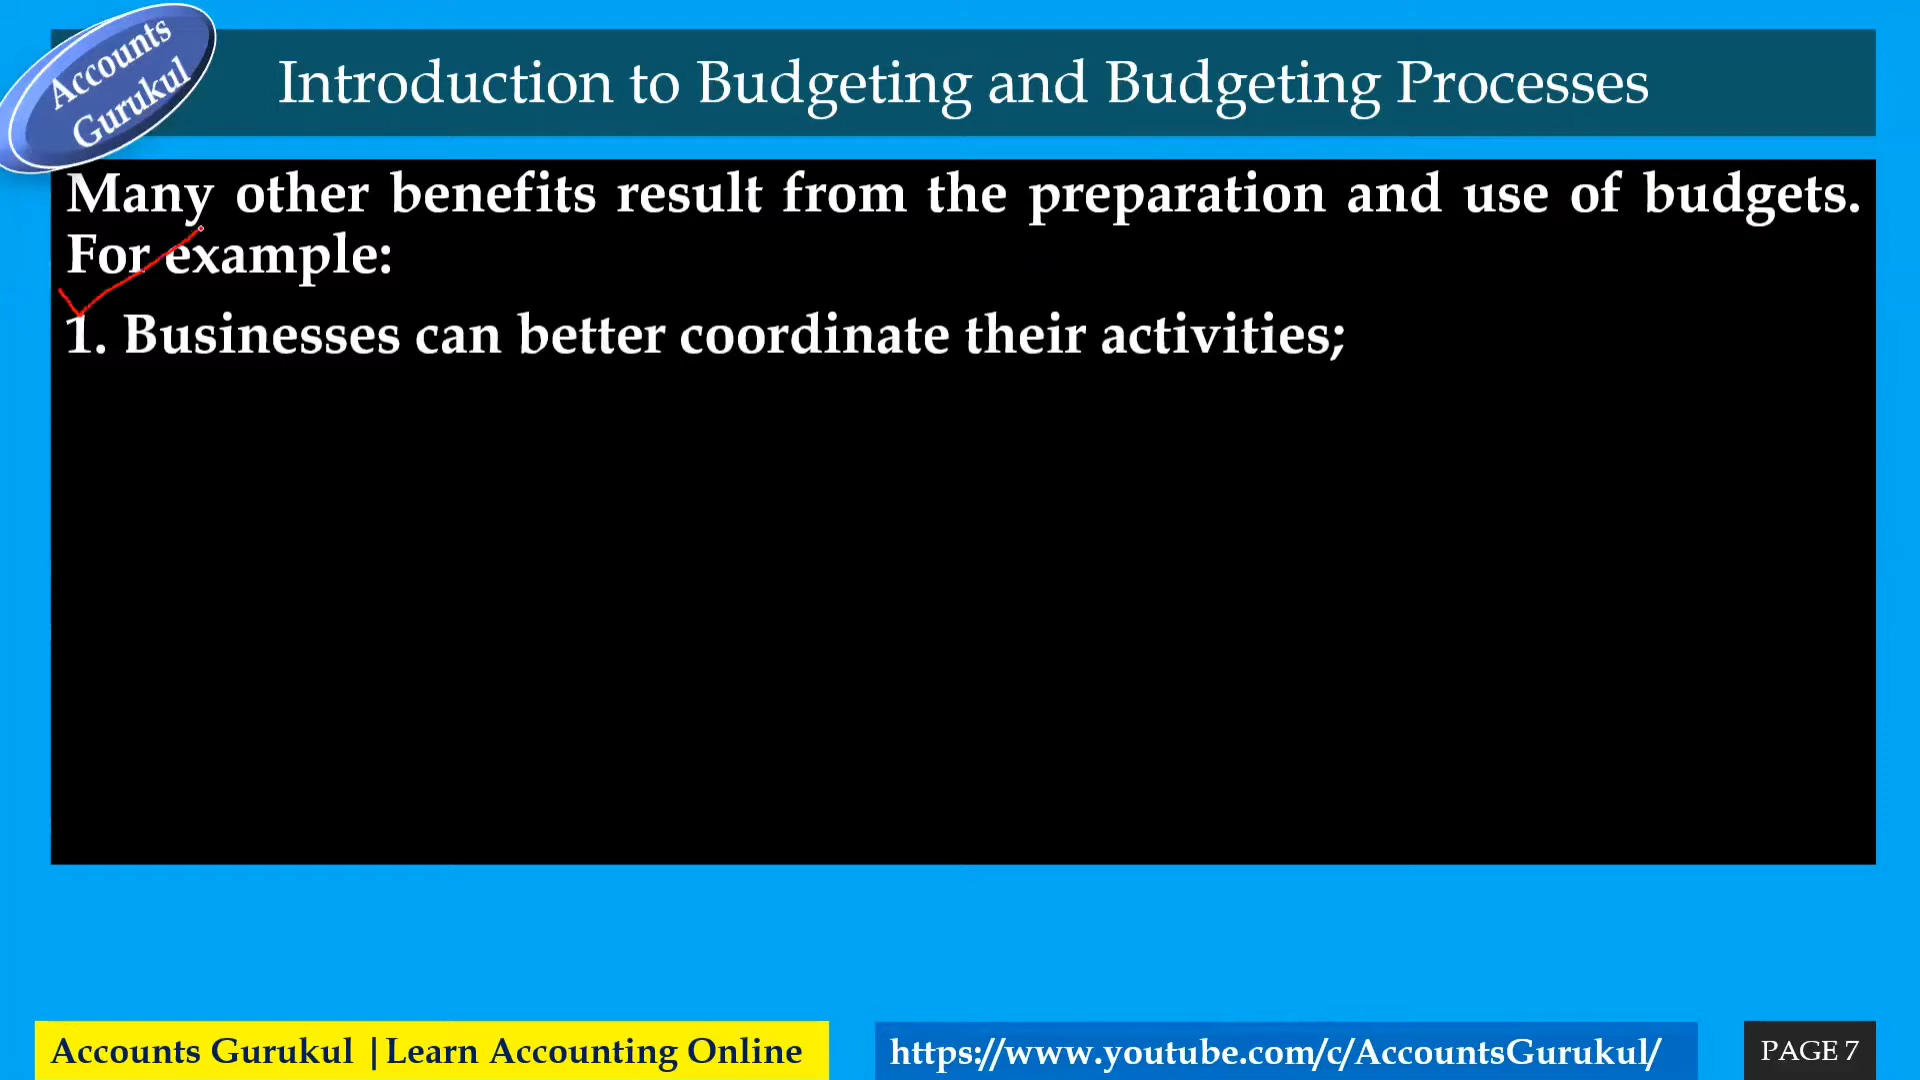 Accounts
Gurukul
Introduction to Budgeting and Budgeting Processes
Many other benefits result from the preparation and use of budgets.
For example:
1. Businesses can better coordinate their activities;
Accounts Gurukul | Learn Accounting Online
https://www.youtube.com/c/AccountsGurukul/
PAGE 7